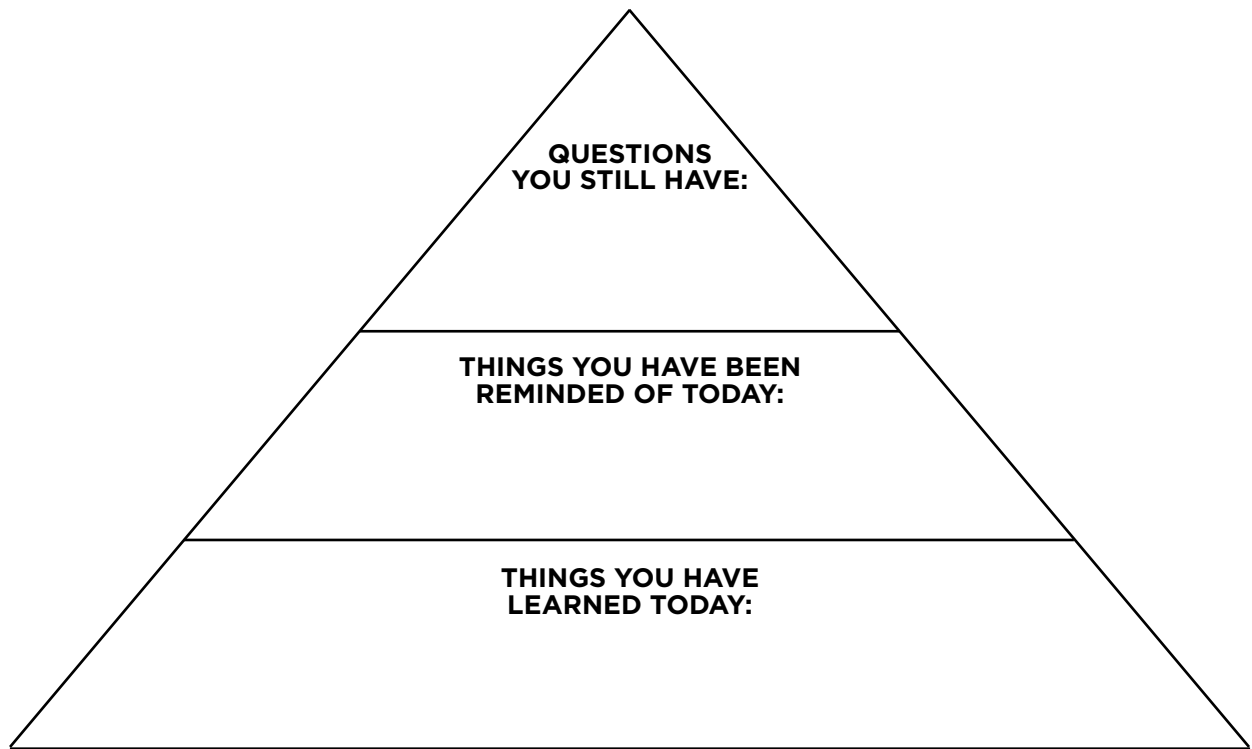 QUESTIONS
YOU STILL HAVE:
THINGS YOU HAVE BEEN
REMINDED OF TODAY:
THINGS YOU HAVE
LEARNED TODAY: